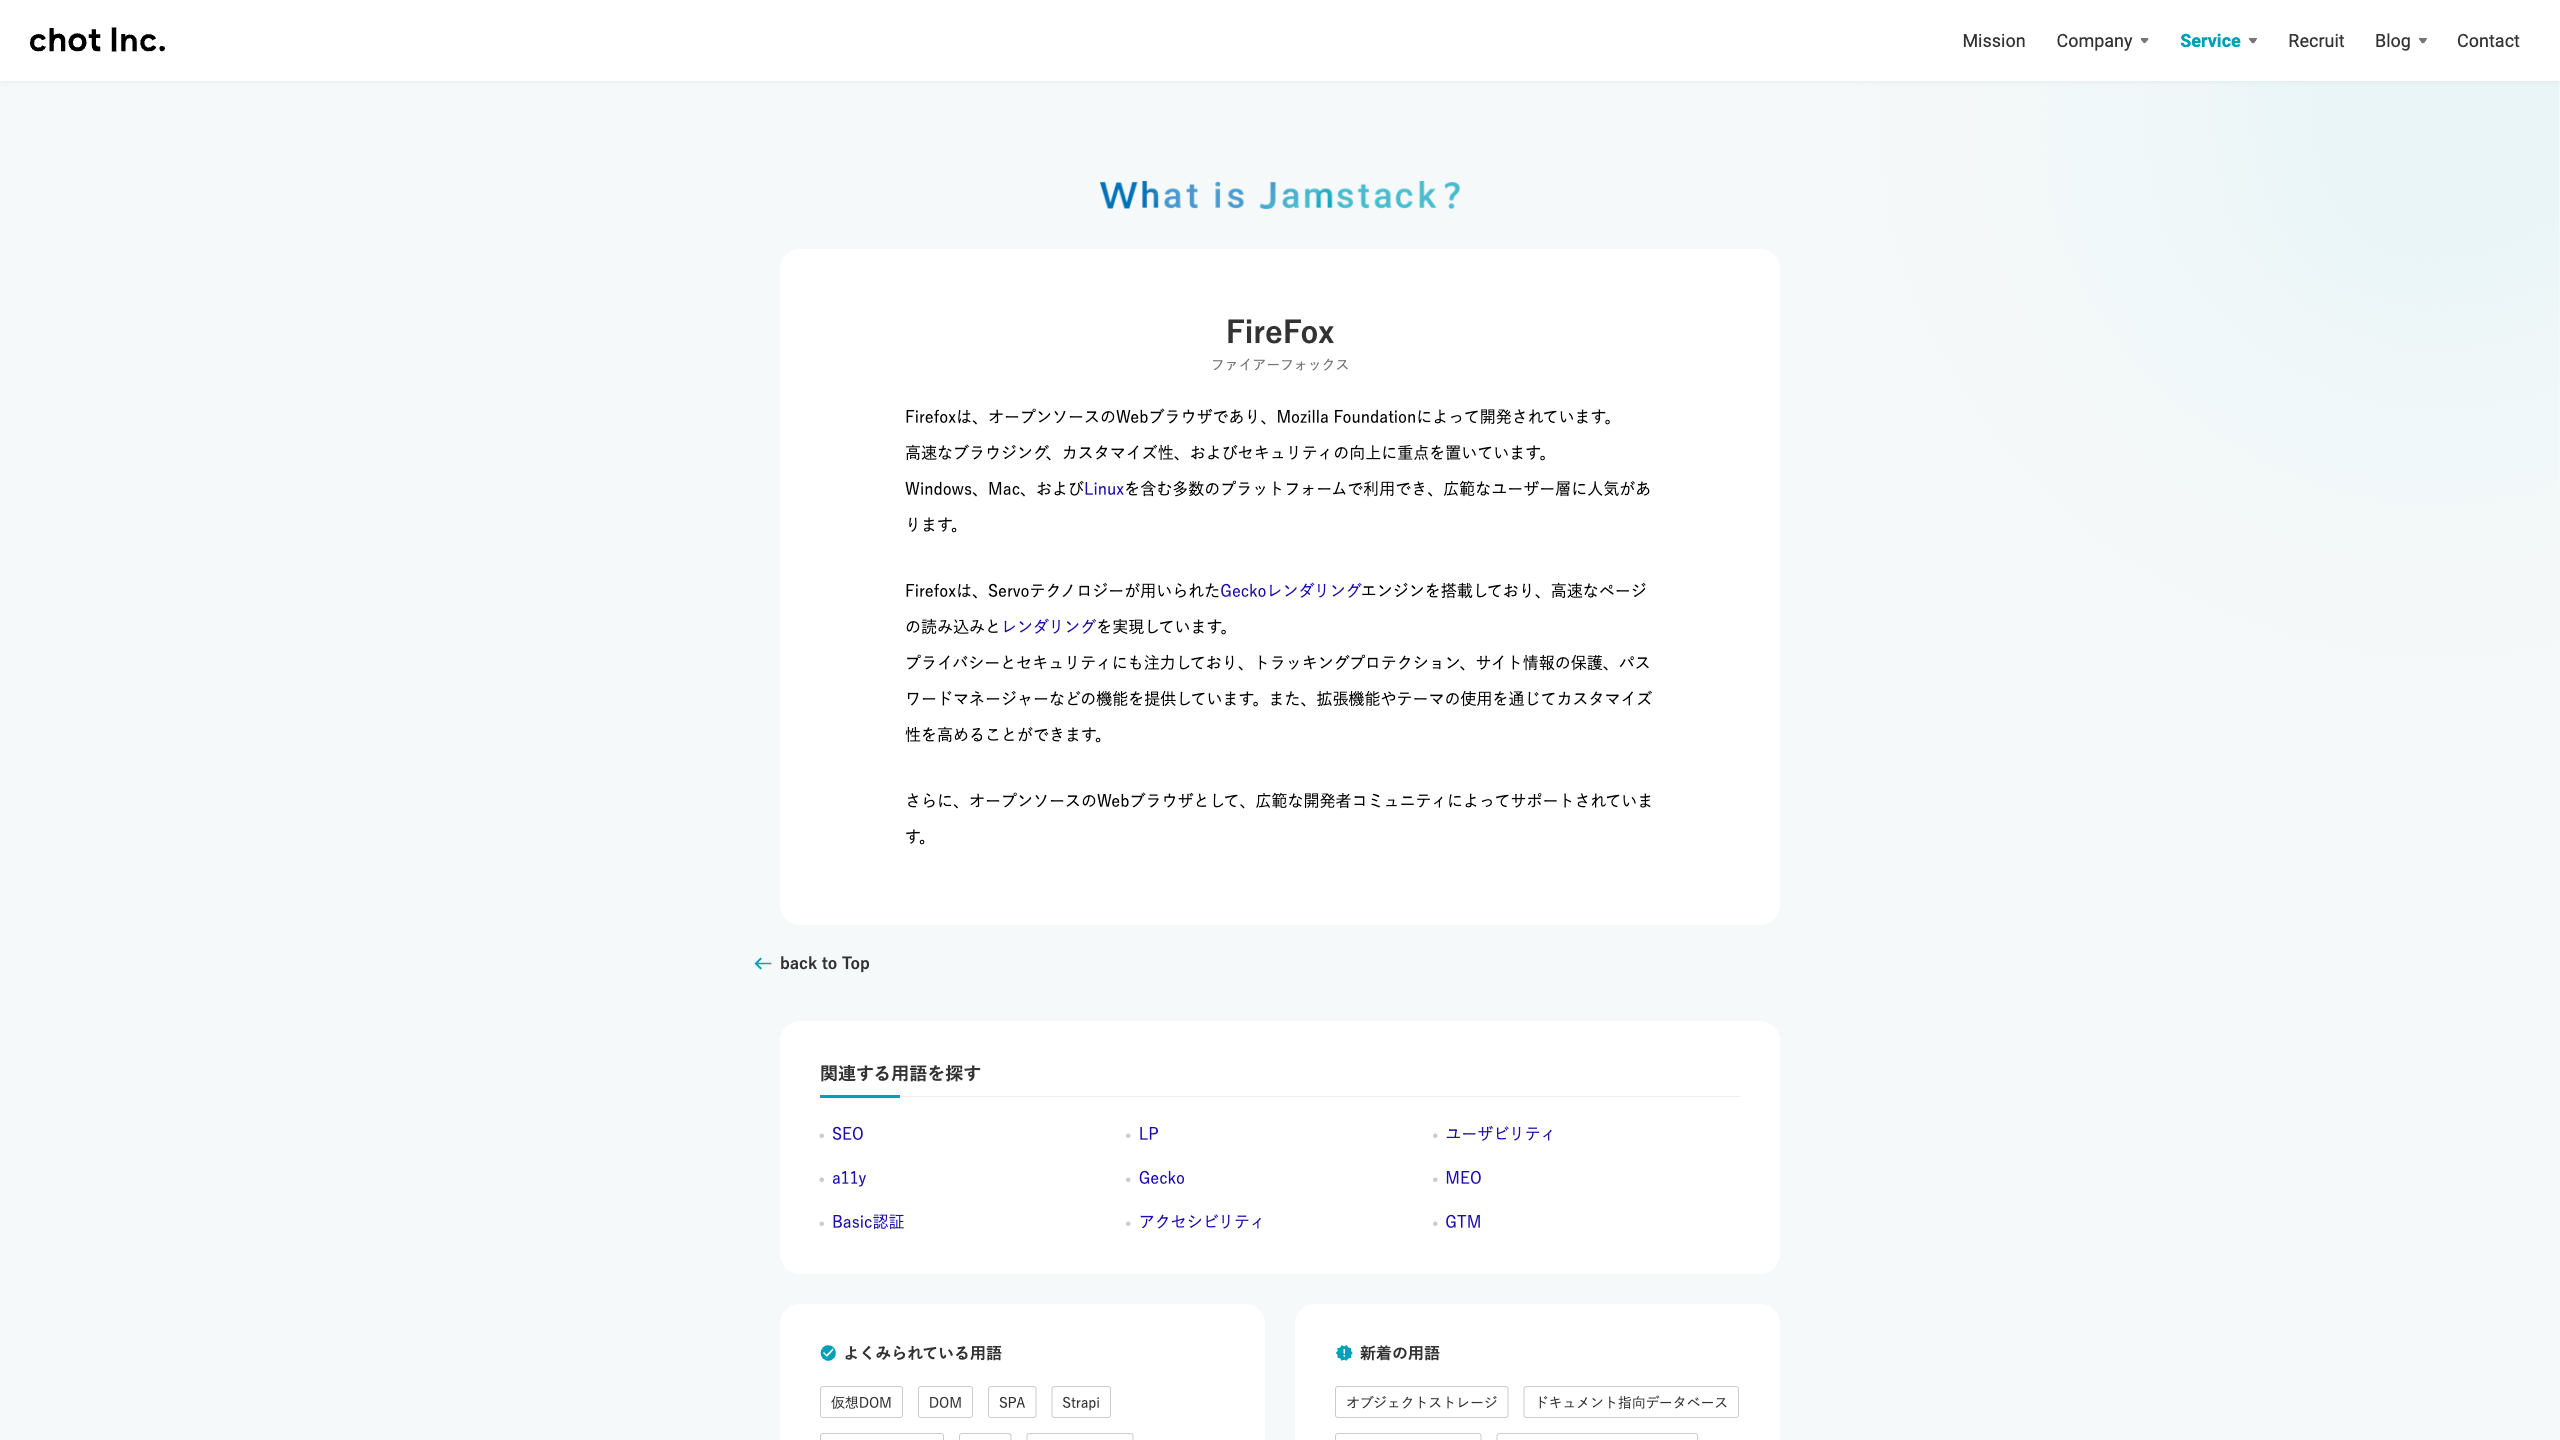 chot Inc.
Mission Company Service Recruit Blog Contact
What is Jamstack?
FireFox
ファイアーフォックス
Firefoxは、オープンソースのWebブラウザであり、Mozilla Foundationによって開発されています。
高速なブラウジング、カスタマイズ性、およびセキュリティの向上に重点を置いています。
Windows、Mac、およびLinuxを含む多数のプラットフォームで利用でき、広範なユーザー層に人気があ
ります。
Firefoxは、Servoテクノロジーが用いられたGeckoレンダリングエンジンを搭載しており、高速なページ
の読み込みとレンダリングを実現しています。
プライバシーとセキュリティにも注力しており、トラッキングプロテクション、サイト情報の保護、パス
ワードマネージャーなどの機能を提供しています。また、拡張機能やテーマの使用を通じてカスタマイズ
性を高めることができます。
さらに、オープンソースのWebブラウザとして、広範な開発者コミュニティによってサポートされていま
す。
back to Top
関連する用語を探す
SEO LP ユーザビリティ
a11y Gecko MEO
Basic認証 アクセシビリティ GTM
よくみられている用語
仮想DOM DOM SPA Strapi
新着の用語
オブジェクトストレージ ドキュメント指向データベース